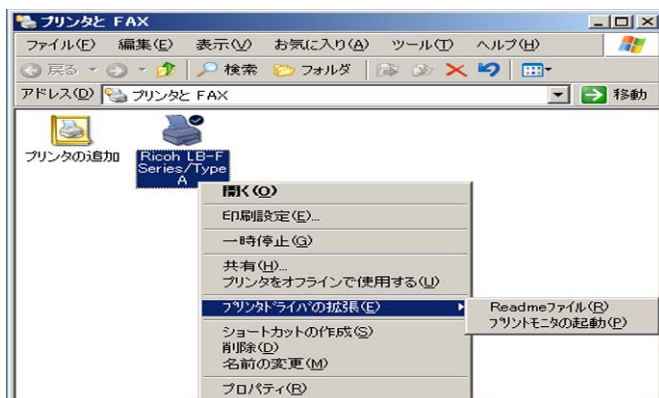 プリンタと FAX
ファイル(F) 編集(E) 表示(V) お気に入り(A) ツール(T) ヘルプ(H)
戻る 検索 フォルダ
アドレス(D) プリンタと FAX 移動
プリンタの追加
Ricoh LB-F
Series/Type
A
開く(O)
印刷設定(E)...
一時停止(G)
共有(H)...
プリンタをオフラインで使用する(U)
プリンタドライバの拡張(E)
Readmeファイル(R)
プリントモニタの起動(P)
ショートカットの作成(S)
削除(D)
名前の変更(M)
プロパティ(R)